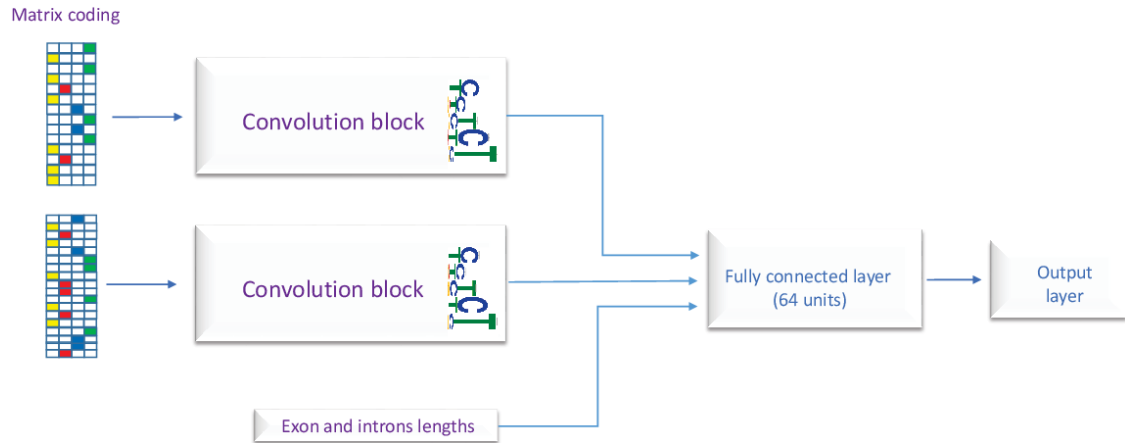 Matrix coding
Convolution block
Convolution block
Fully connected layer
(64 units)
Output
layer
Exon and introns lengths